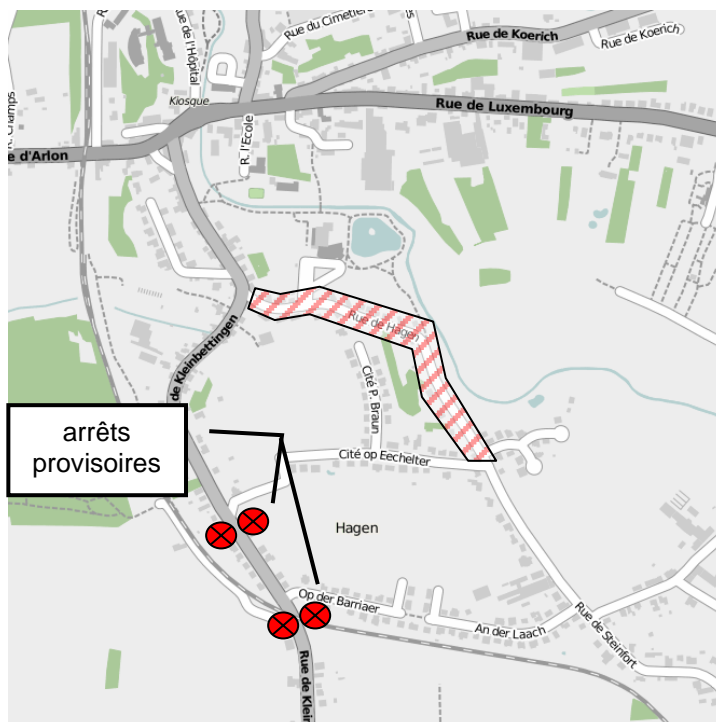 Rue du Cimetière
Rue de Koerich
Rue de Koerich
Rue de l'Hôpital
Kiosque
Rue de Luxembourg
R. l'Ecole
e d'Arlon
Rue de Hagen
de Kleinbettingen
Cité P. Braun
arrêts
provisoires
Cité op Eechelter
Hagen
Op der Barriaer
An der Laach
Rue de Steinfort
Rue de Klein